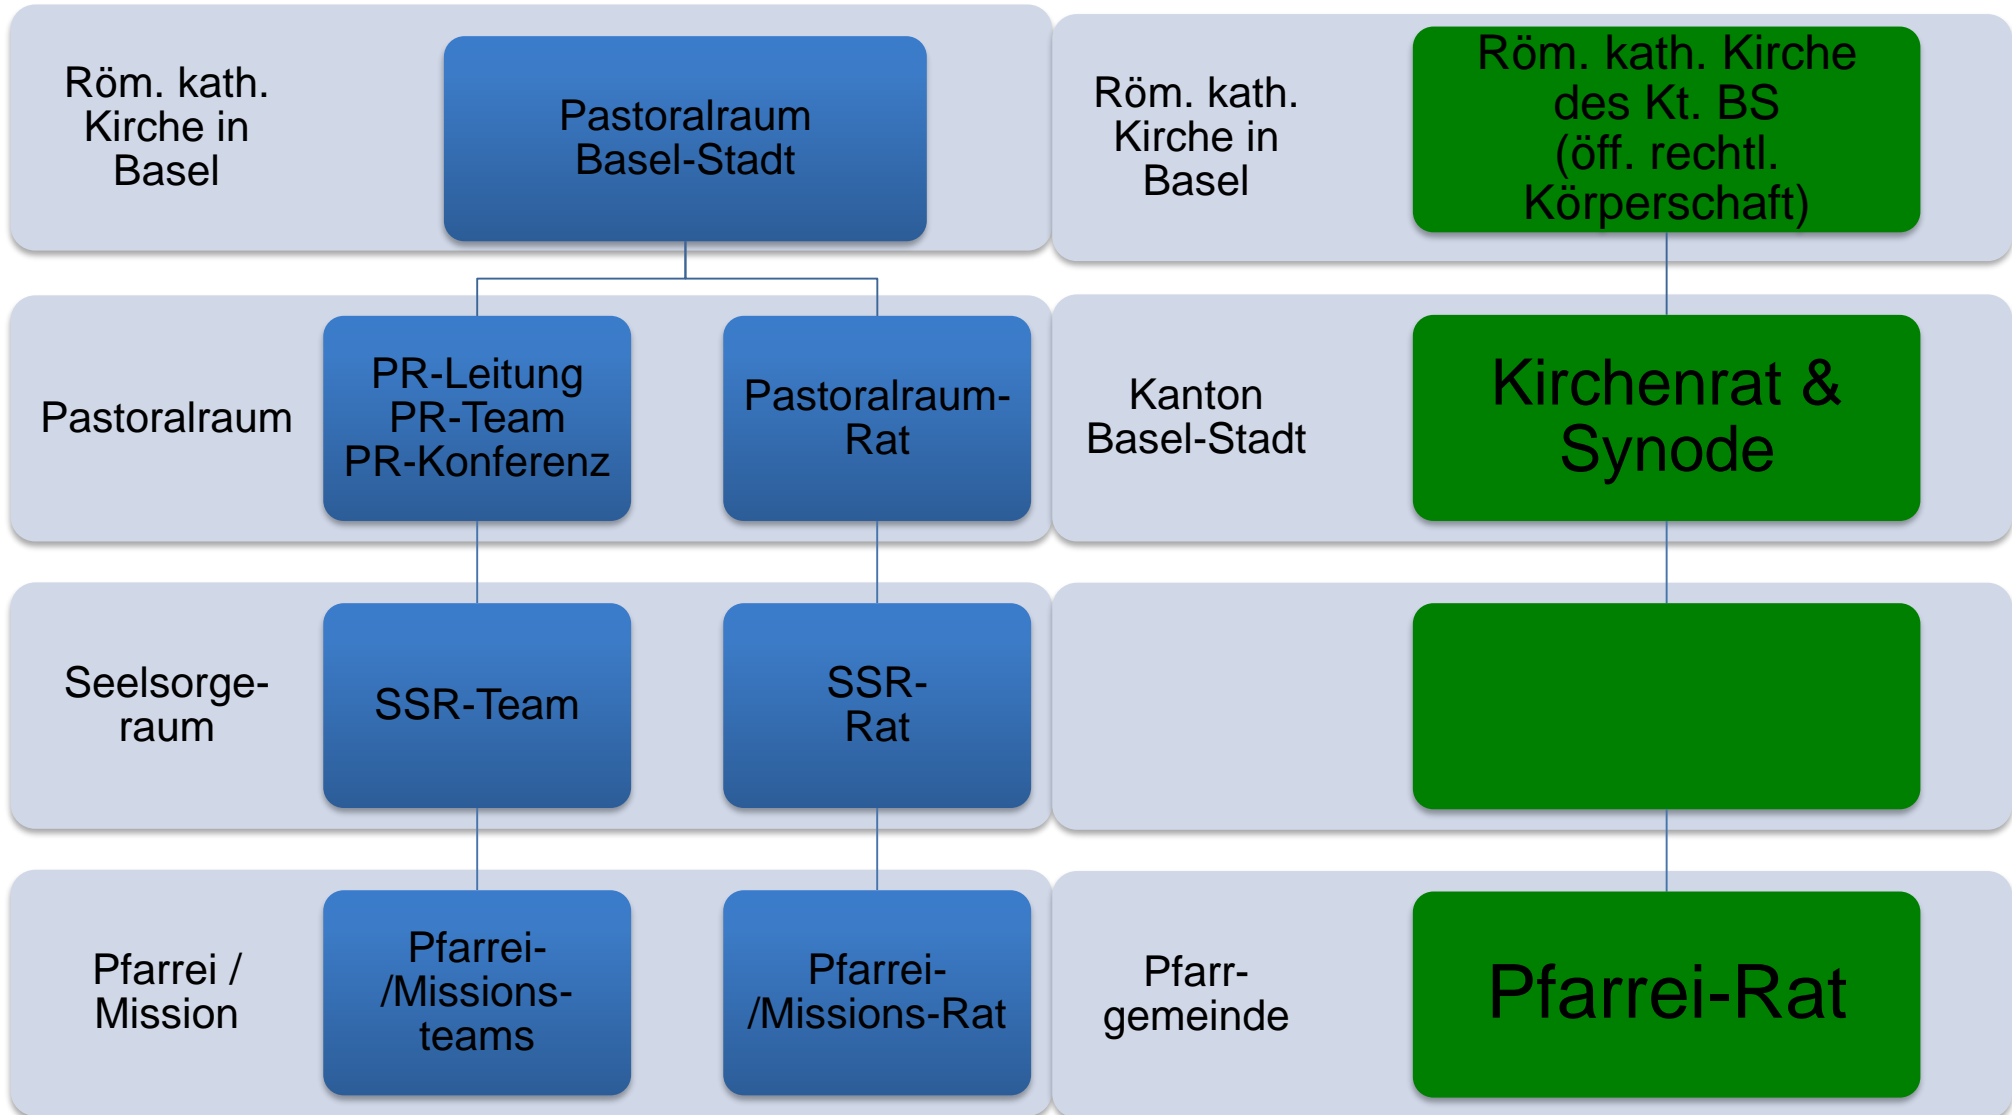 Röm. kath.
Kirche in
Basel
Pastoralraum
Basel-Stadt
Röm. kath.
Kirche in
Basel
Röm. kath. Kirche
des Kt. BS
(öff. rechtl.
Körperschaft)
Pastoralraum
PR-Leitung
PR-Team
PR-Konferenz
Pastoralraum-
Rat
Kanton
Basel-Stadt
Kirchenrat &
Synode
Seelsorge-
raum
SSR-Team
SSR-
Rat
Pfarrei /
Mission
Pfarrei-
/Missions-
teams
Pfarrei-
/Missions-Rat
Pfarr-
gemeinde
Pfarrei-Rat